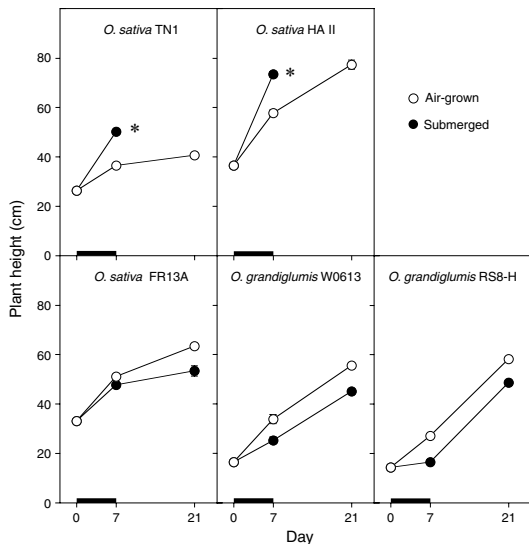 O. sativa TN1
O. sativa HA II
80
60
40
20
0
*
*
Air-grown
Submerged
Plant height (cm)
O. sativa FR13A
O. grandiglumis W0613
O. grandiglumis RS8-H
80
60
40
20
0
0 7 21
0 7 21
0 7 21
Day